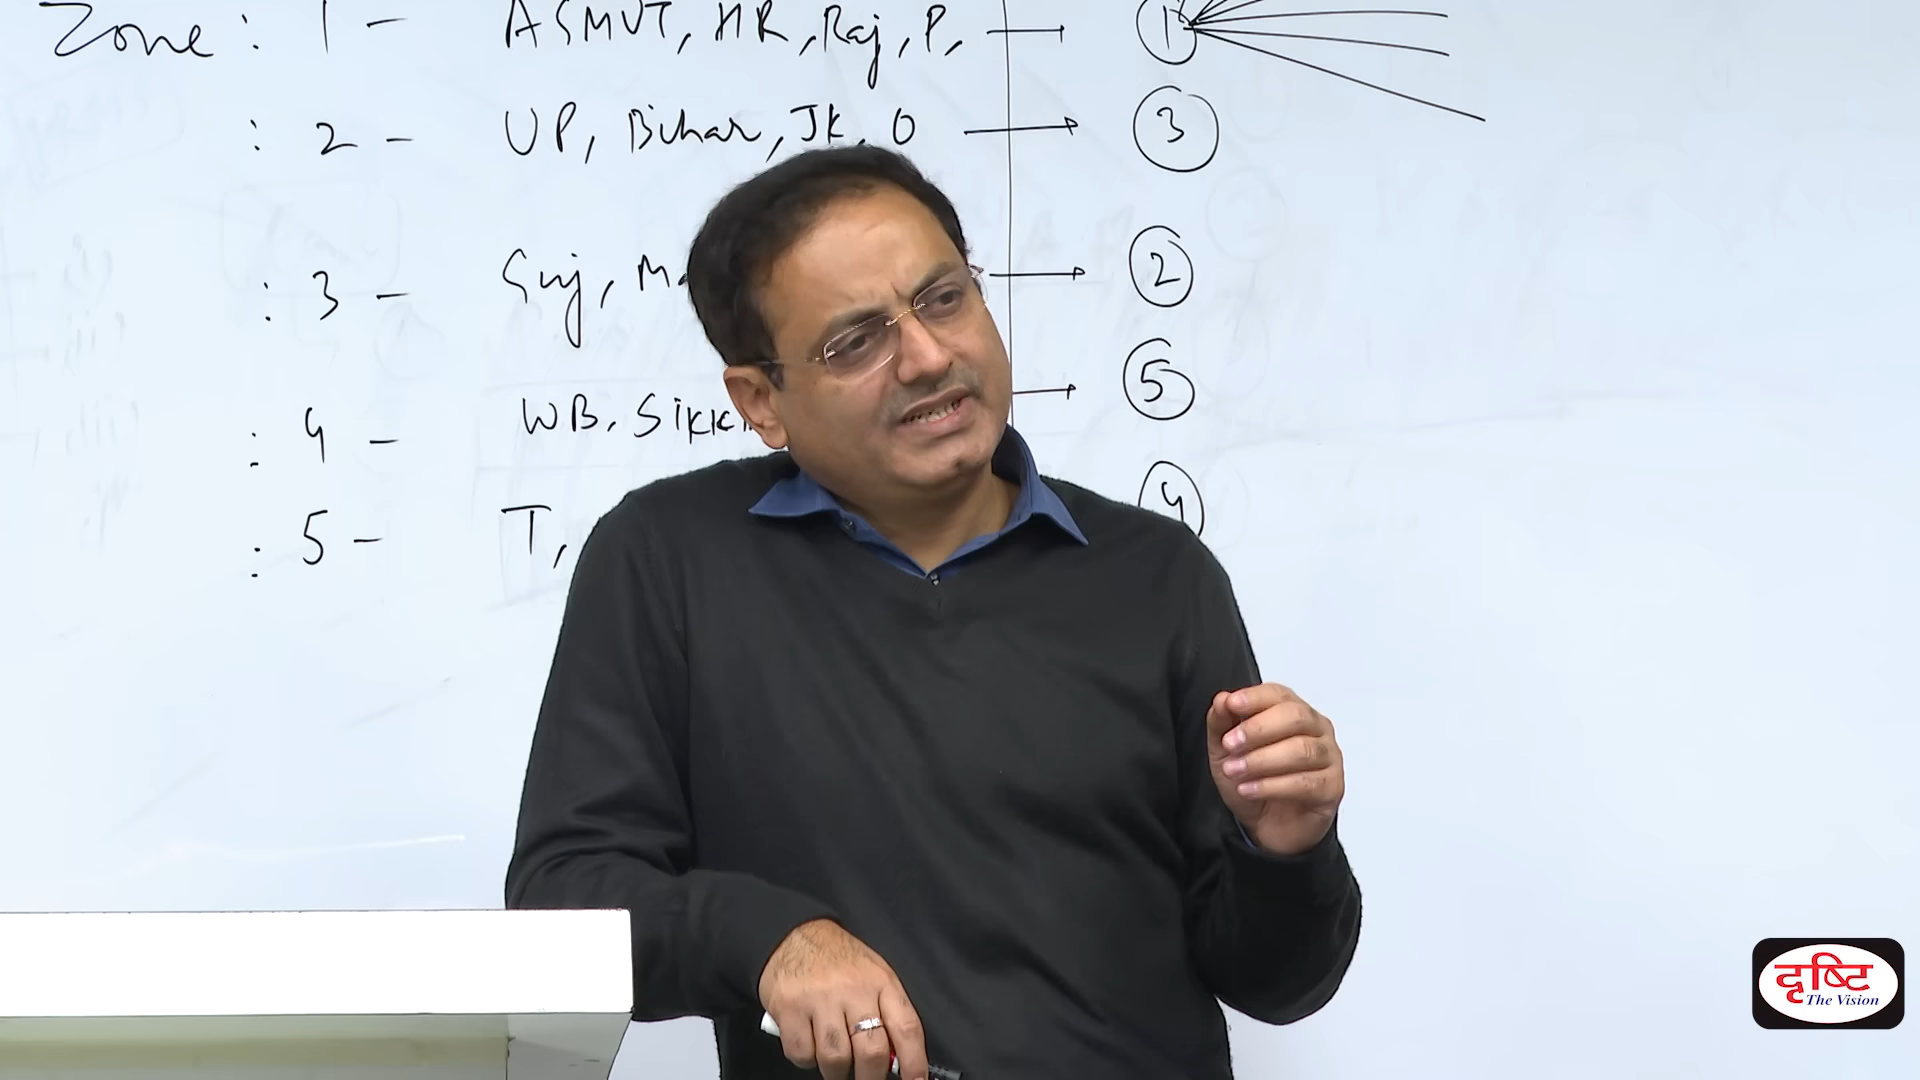 Zone : 1 - ASMUT, HR, Raj, P, → 1
: 2 - UP, Bihar, JK, O → 3
: 3 - Guj, → 2
: 4 - WB, → 5
: 5 - T, 4
दृष्टि
The Vision